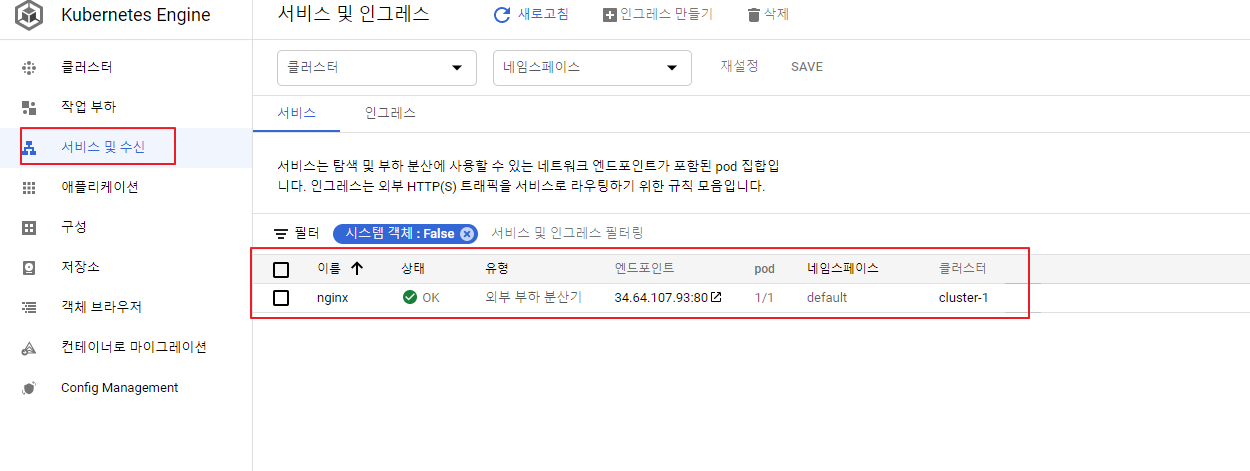 Kubernetes Engine
서비스 및 인그레스
새로고침
인그레스 만들기
삭제
클러스터
작업 부하
서비스 및 수신
애플리케이션
구성
저장소
객체 브라우저
컨테이너로 마이그레이션
Config Management
클러스터
네임스페이스
재설정
SAVE
서비스
인그레스
서비스는 탐색 및 부하 분산에 사용할 수 있는 네트워크 엔드포인트가 포함된 pod 집합입
니다. 인그레스는 외부 HTTP(S) 트래픽을 서비스로 라우팅하기 위한 규칙 모음입니다.
필터 시스템 객체 : False 서비스 및 인그레스 필터링
이름 상태 유형 엔드포인트 pod 네임스페이스 클러스터
nginx OK 외부 부하 분산기 34.64.107.93:80 1/1 default cluster-1